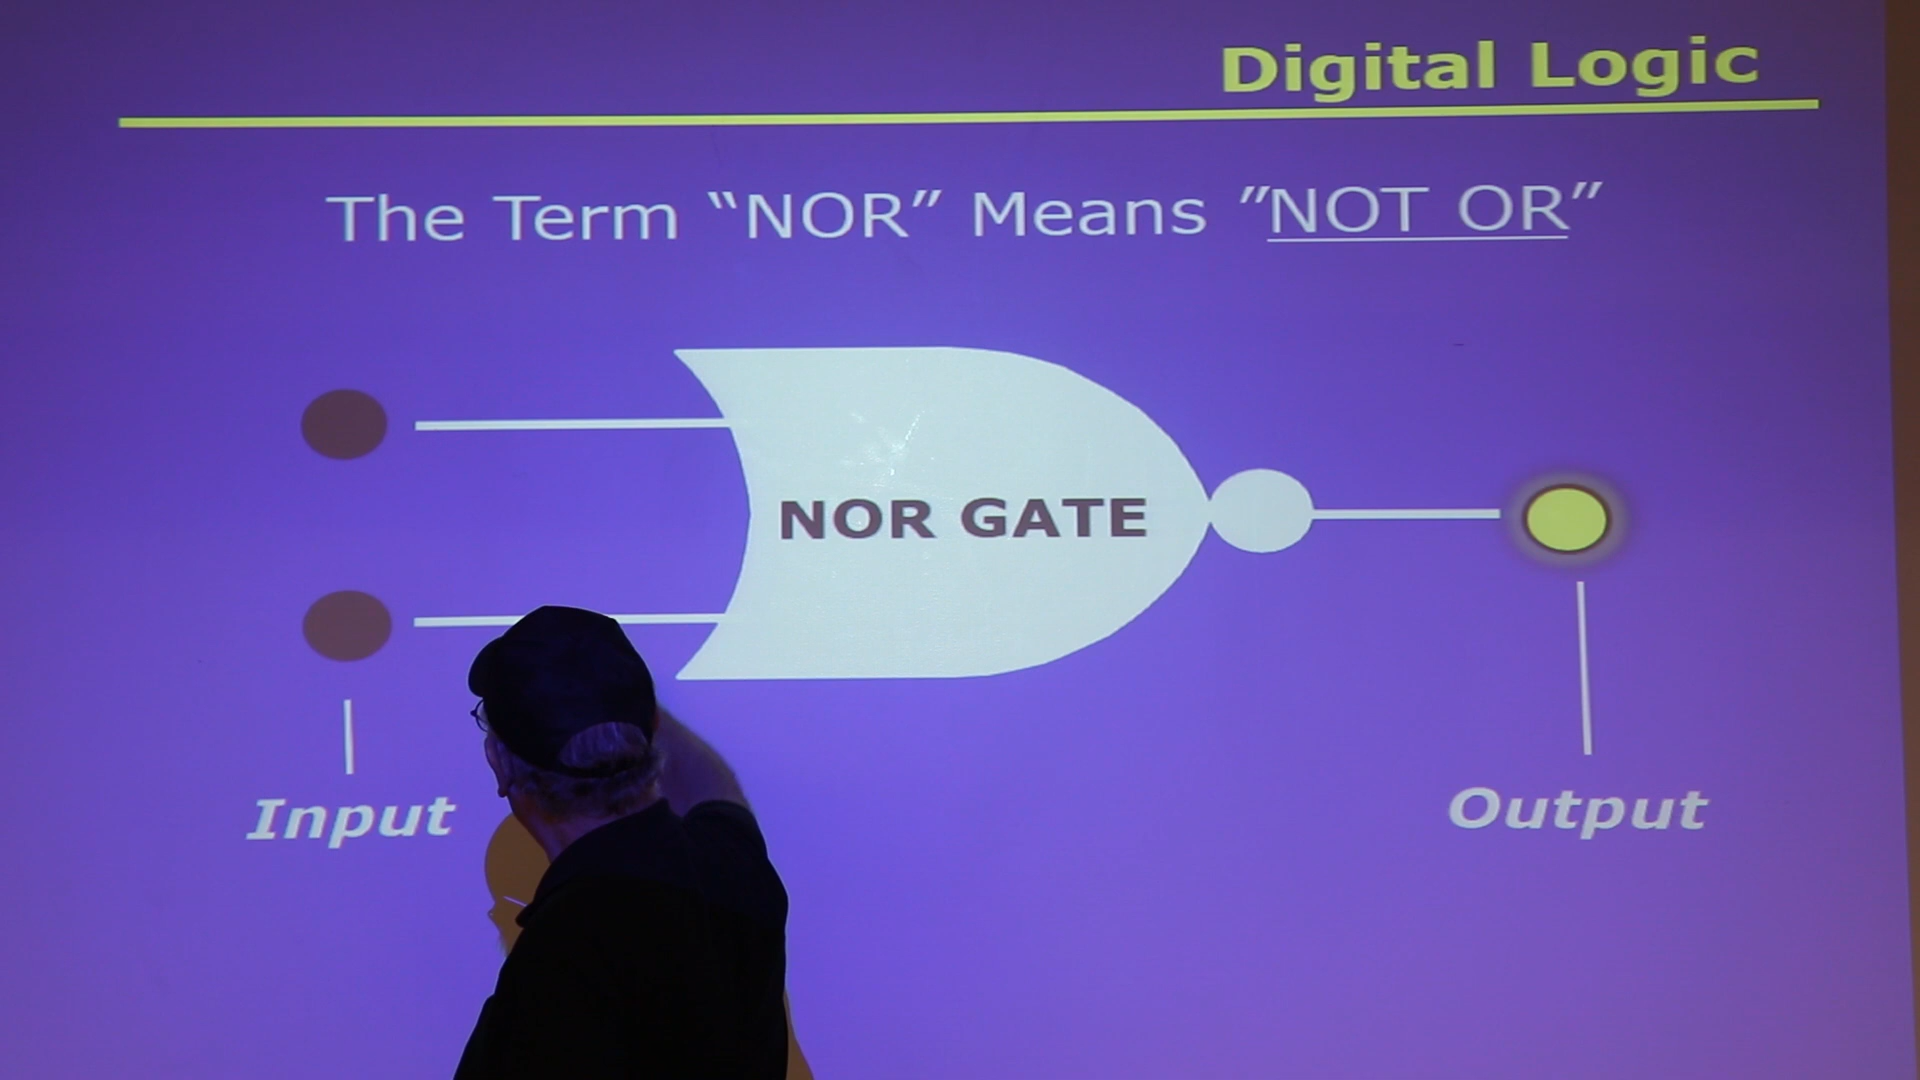 Digital Logic
The Term “NOR” Means ”NOT OR”
NOR GATE
Input
Output